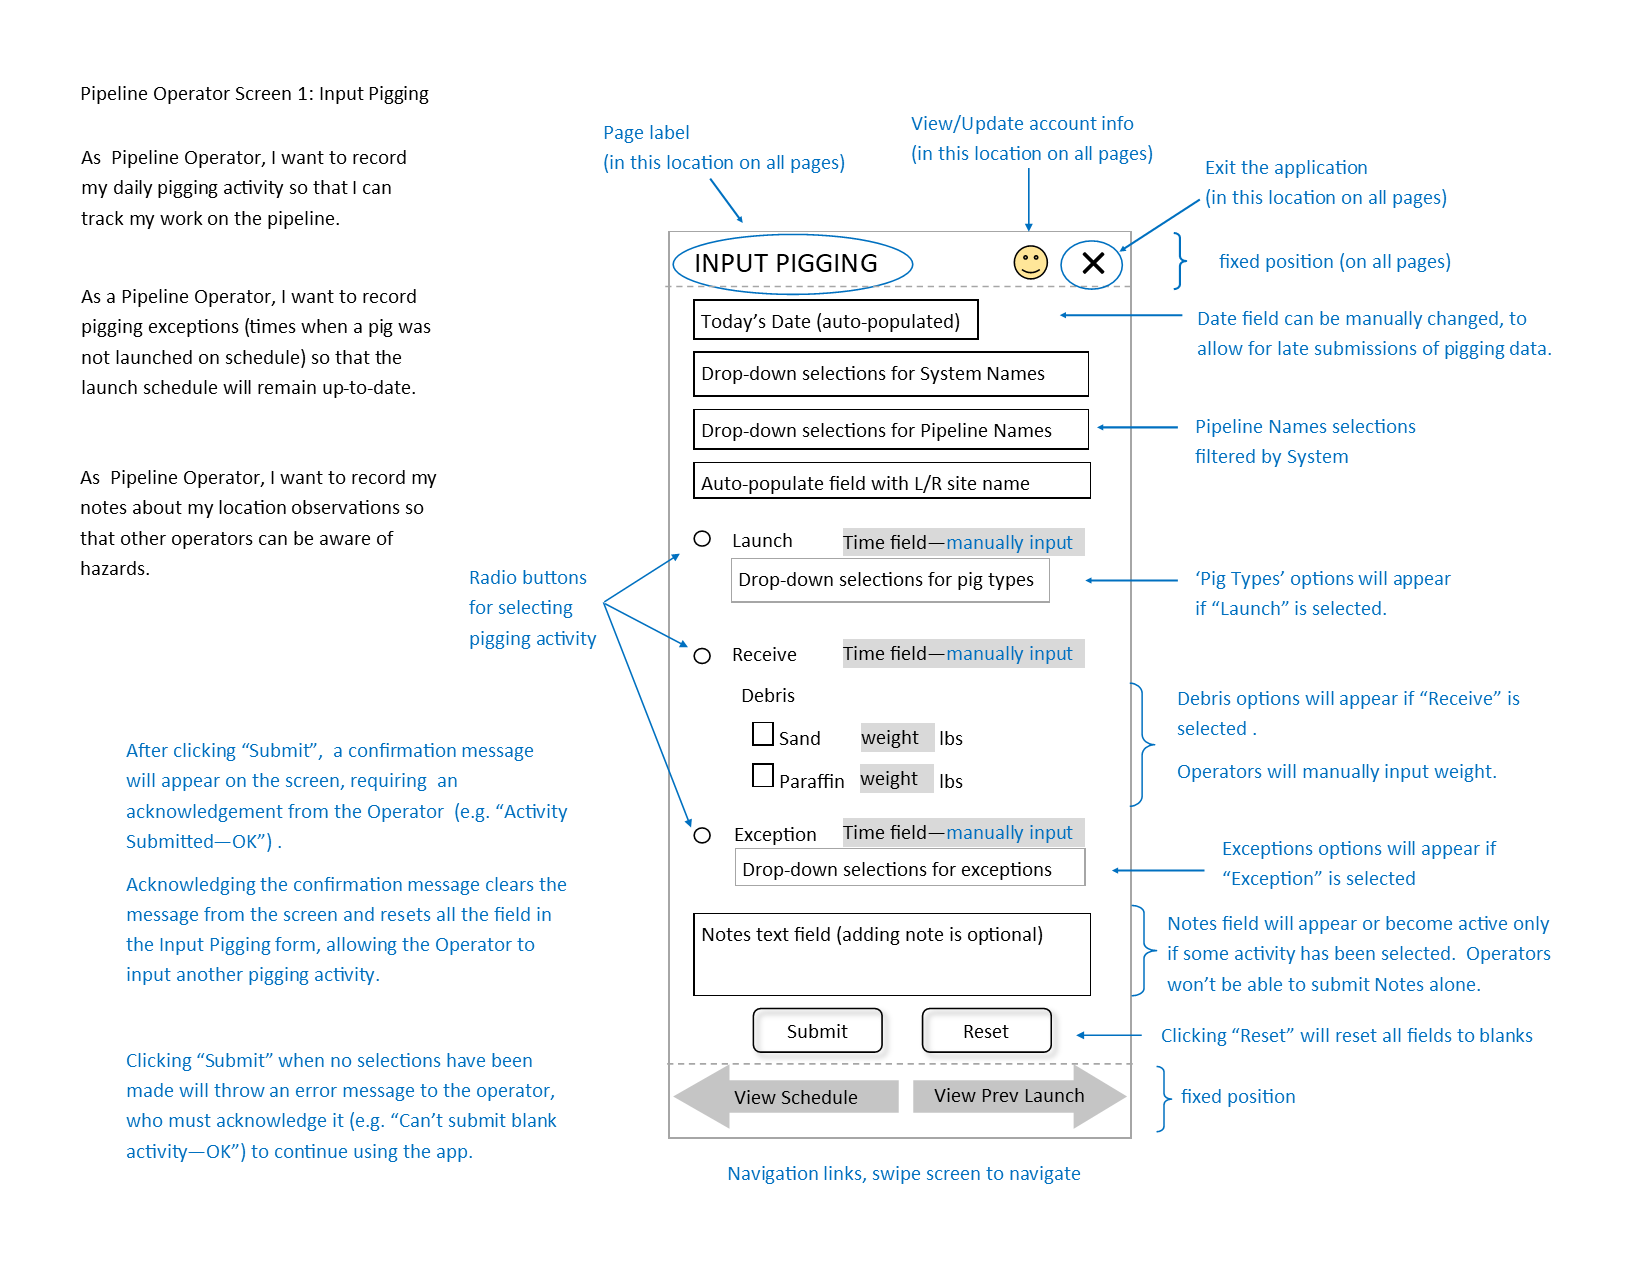 Pipeline Operator Screen 1: Input Pigging
As  Pipeline Operator, I want to record
my daily pigging activity so that I can
track my work on the pipeline.
As a Pipeline Operator, I want to record
pigging exceptions (times when a pig was
not launched on schedule) so that the
launch schedule will remain up-to-date.
As  Pipeline Operator, I want to record my
notes about my location observations so
that other operators can be aware of
hazards.
Radio buttons
for selecting
pigging activity
After clicking “Submit”,  a confirmation message
will appear on the screen, requiring  an
acknowledgement from the Operator  (e.g. “Activity
Submitted—OK”) .
Acknowledging the confirmation message clears the
message from the screen and resets all the field in
the Input Pigging form, allowing the Operator to
input another pigging activity.
Clicking “Submit” when no selections have been
made will throw an error message to the operator,
who must acknowledge it (e.g. “Can’t submit blank
activity—OK”) to continue using the app.
Page label
(in this location on all pages)
View/Update account info
(in this location on all pages)
Exit the application
(in this location on all pages)
INPUT PIGGING
fixed position (on all pages)
Today’s Date (auto-populated)
Date field can be manually changed, to
allow for late submissions of pigging data.
Drop-down selections for System Names
Drop-down selections for Pipeline Names
Pipeline Names selections
filtered by System
Auto-populate field with L/R site name
Launch
Time field—manually input
Drop-down selections for pig types
‘Pig Types’ options will appear
if “Launch” is selected.
Receive
Time field—manually input
Debris
Sand weight lbs
Paraffin weight lbs
Debris options will appear if “Receive” is
selected .
Operators will manually input weight.
Exception
Time field—manually input
Drop-down selections for exceptions
Exceptions options will appear if
“Exception” is selected
Notes text field (adding note is optional)
Notes field will appear or become active only
if some activity has been selected.  Operators
won’t be able to submit Notes alone.
Submit
Reset
Clicking “Reset” will reset all fields to blanks
View Schedule
View Prev Launch
fixed position
Navigation links, swipe screen to navigate